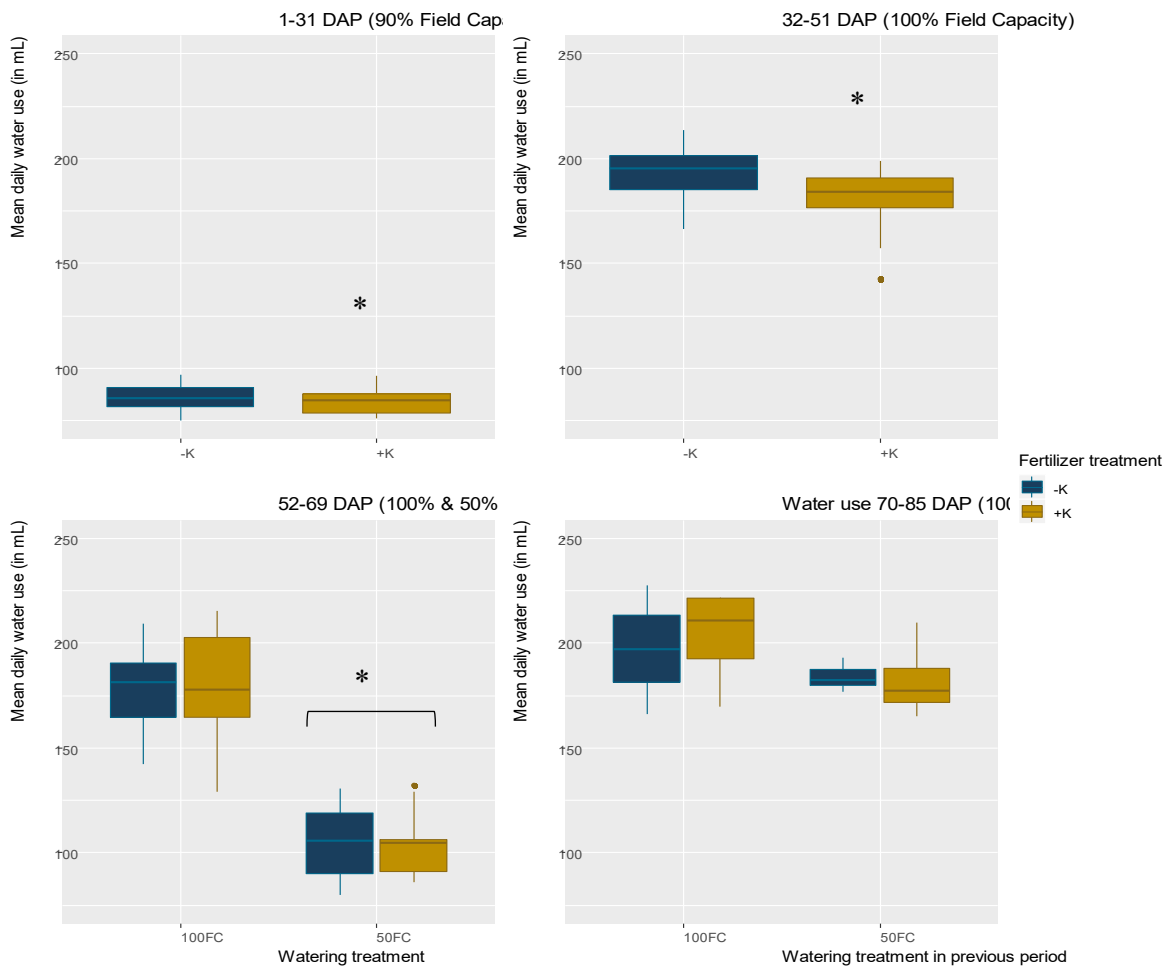 1-31 DAP (90% Field Capa
Mean daily water use (in mL)
250
200
150
100
*
-K
+K
32-51 DAP (100% Field Capacity)
Mean daily water use (in mL)
250
200
150
100
*
-K
+K
Fertilizer treatment
-K
+K
52-69 DAP (100% & 50%
Mean daily water use (in mL)
250
200
150
100
*
100FC
50FC
Watering treatment
Water use 70-85 DAP (100
Mean daily water use (in mL)
250
200
150
100
100FC
50FC
Watering treatment in previous period